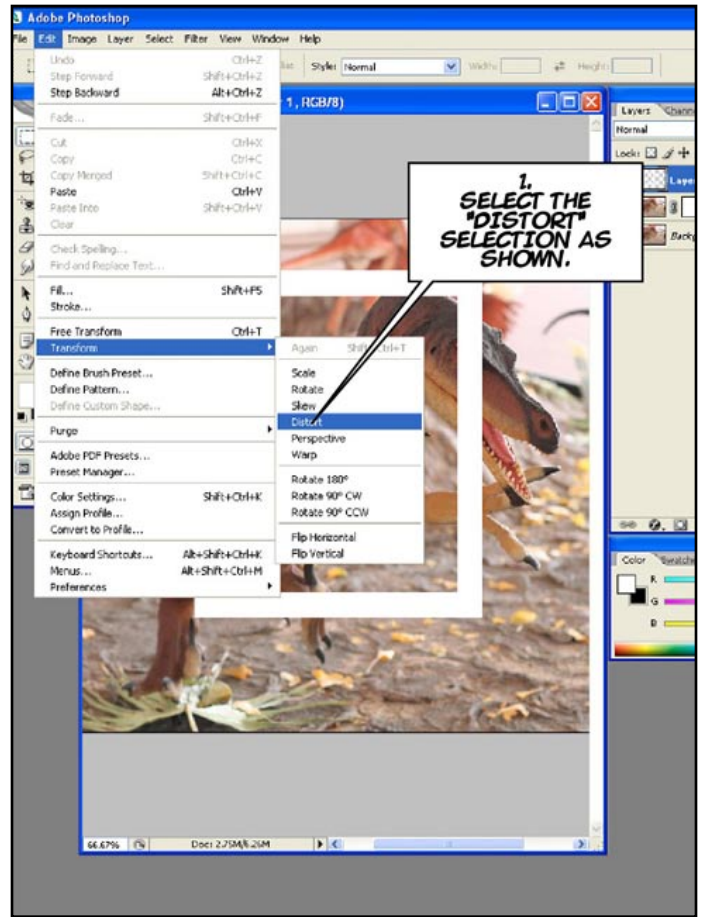 Adobe Photoshop
File Edit Image Layer Select Filter View Window Help
Style: Normal Width: Height:
Undo Ctrl+Z
Step Forward Shift+Ctrl+Z
Step Backward Alt+Ctrl+Z
Fade... Shift+Ctrl+F
Cut Ctrl+X
Copy Ctrl+C
Copy Merged Shift+Ctrl+C
Paste Ctrl+V
Paste Into Shift+Ctrl+V
Clear
Check Spelling...
Find and Replace Text...
Fill... Shift+F5
Stroke...
Free Transform Ctrl+T
Transform
Define Brush Preset...
Define Pattern...
Define Custom Shape...
Purge
Adobe PDF Presets...
Preset Manager...
Color Settings... Shift+Ctrl+K
Assign Profile...
Convert to Profile...
Keyboard Shortcuts... Alt+Shift+Ctrl+K
Menus... Alt+Shift+Ctrl+M
Preferences
Again Shift+Ctrl+T
Scale
Rotate
Skew
Distort
Perspective
Warp
Rotate 180°
Rotate 90° CW
Rotate 90° CCW
Flip Horizontal
Flip Vertical
1, RGB/8)
1.
SELECT THE
"DISTORT"
SELECTION AS
SHOWN.
Layers Chann
Normal
Lock:
Laye
Backg
Color Swatche
R
G
B
66.67% Doc: 2.75M/6.26M